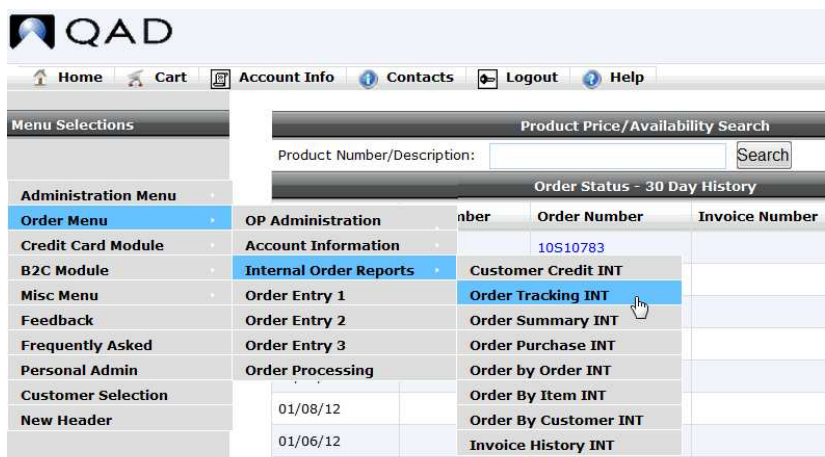 QAD
Home Cart Account Info Contacts Logout Help
Menu Selections
Product Price/Availability Search
Product Number/Description: Search
Order Status - 30 Day History
Administration Menu
Order Menu
Credit Card Module
B2C Module
Misc Menu
Feedback
Frequently Asked
Personal Admin
Customer Selection
New Header
OP Administration
Account Information
Internal Order Reports
Order Entry 1
Order Entry 2
Order Entry 3
Order Processing
Order Number Invoice Number
10S10783
Customer Credit INT
Order Tracking INT
Order Summary INT
Order Purchase INT
Order by Order INT
Order By Item INT
Order By Customer INT
Invoice History INT
01/08/12
01/06/12